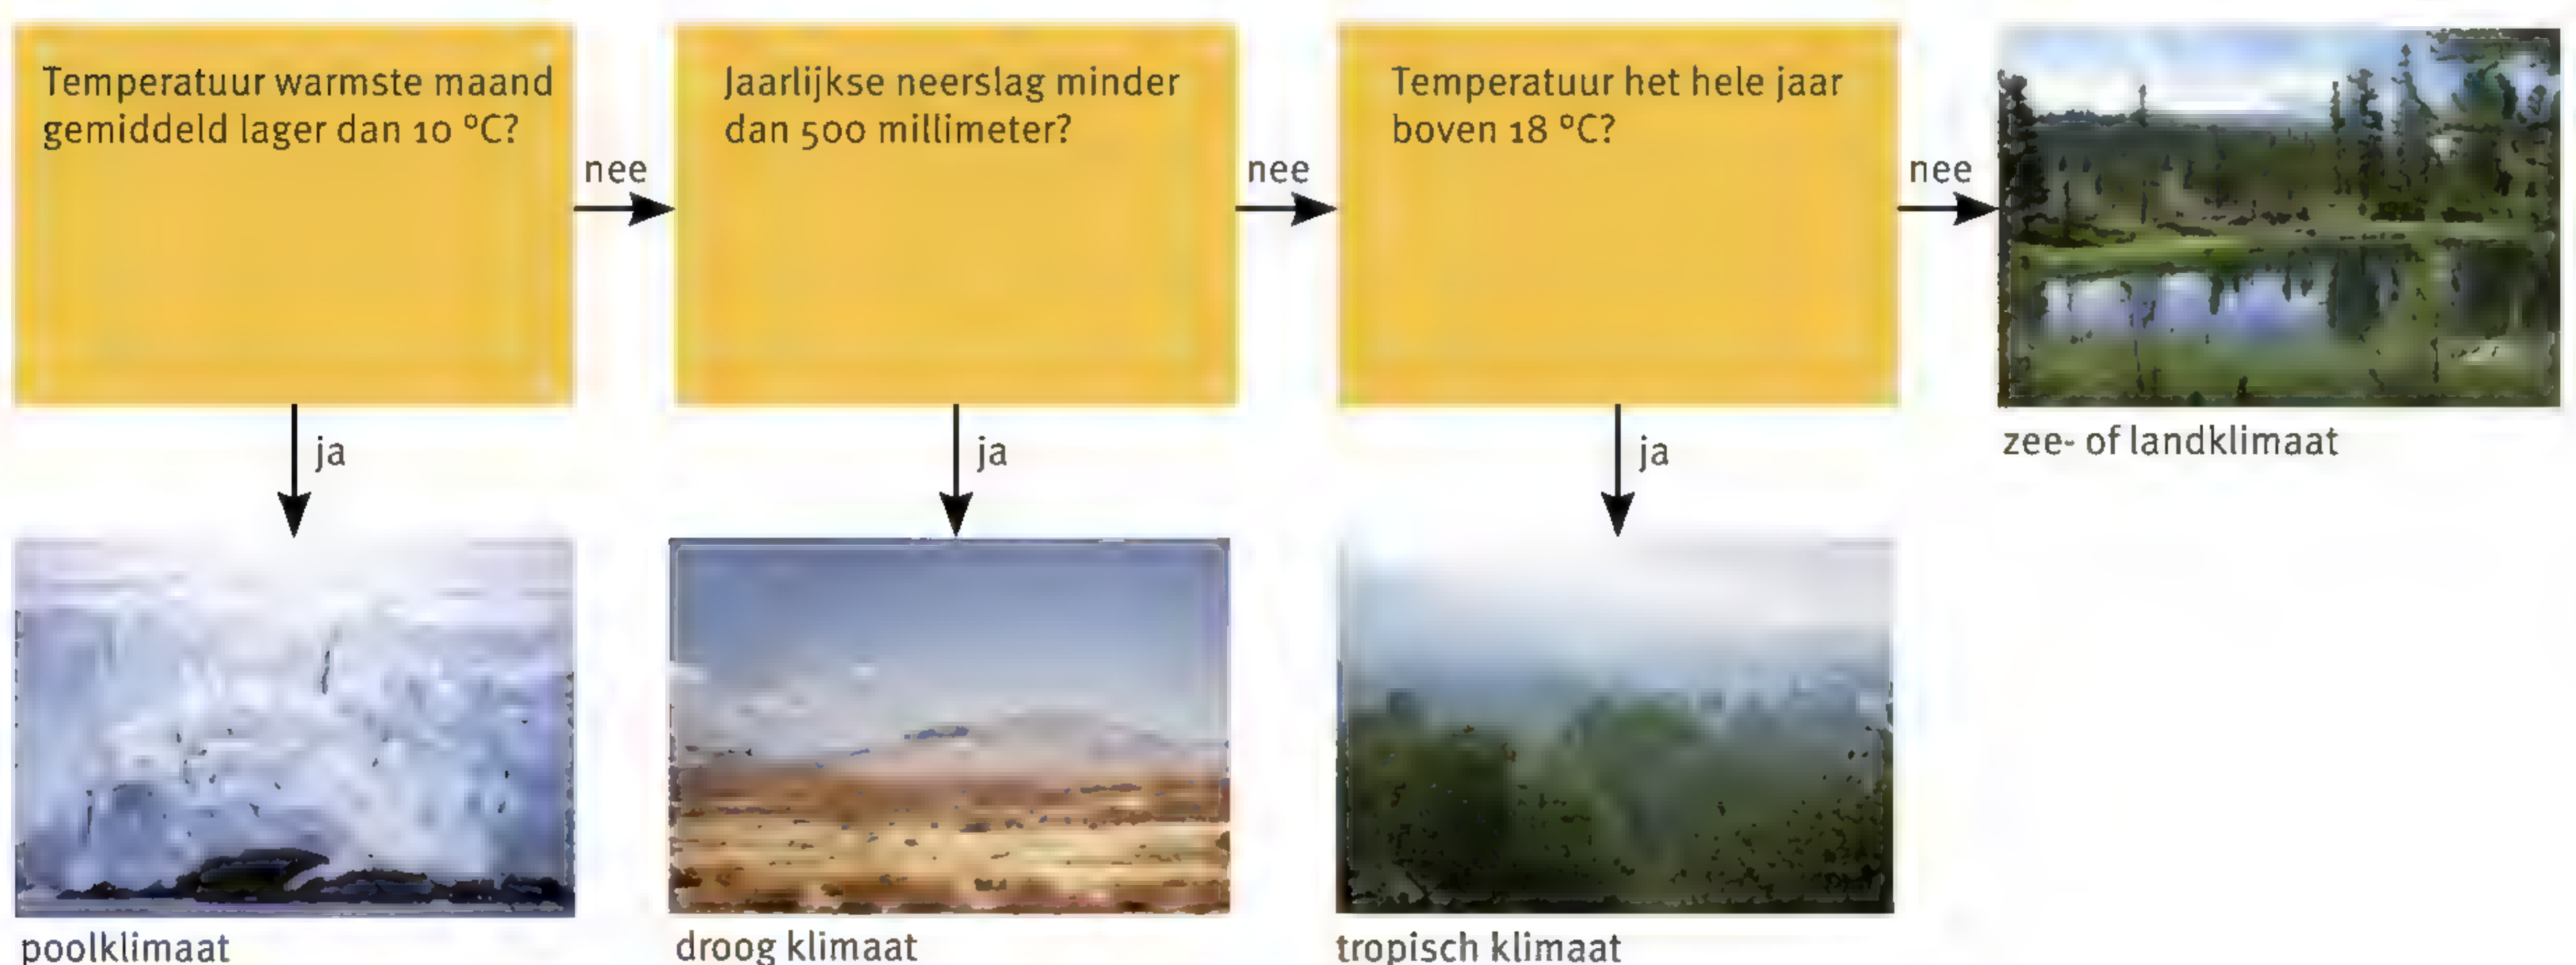 Temperatuur warmste maand
gemiddeld lager dan 10 °C?
nee
Jaarlijkse neerslag minder
dan 500 millimeter?
nee
Temperatuur het hele jaar
boven 18 °C?
nee
zee- of landklimaat
ja
ja
ja
poolklimaat
droog klimaat
tropisch klimaat